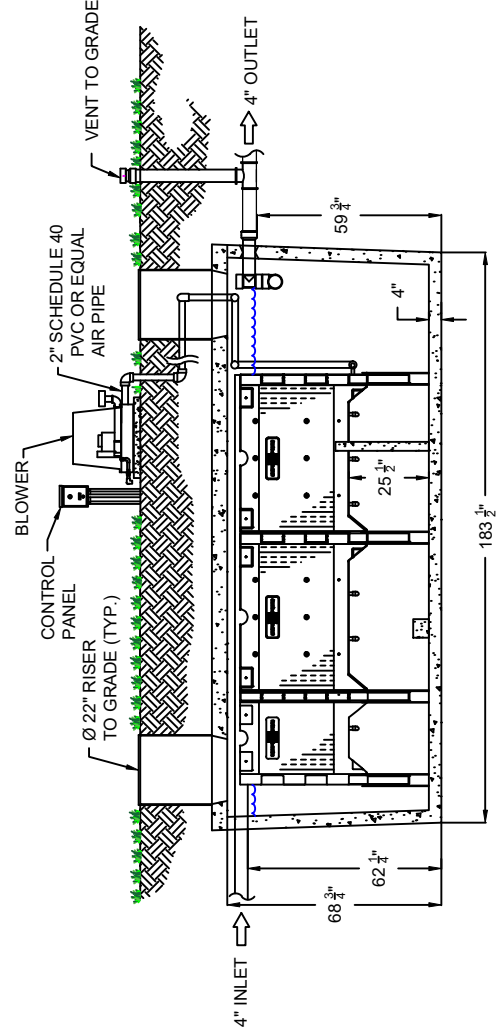 CONTROL
PANEL
BLOWER
2" SCHEDULE 40
PVC OR EQUAL
AIR PIPE
VENT TO GRADE
Ø 22" RISER
TO GRADE (TYP.)
4" INLET
4" OUTLET
68 3/4"
62 1/4"
25 1/2"
4"
59 3/4"
183 1/2"